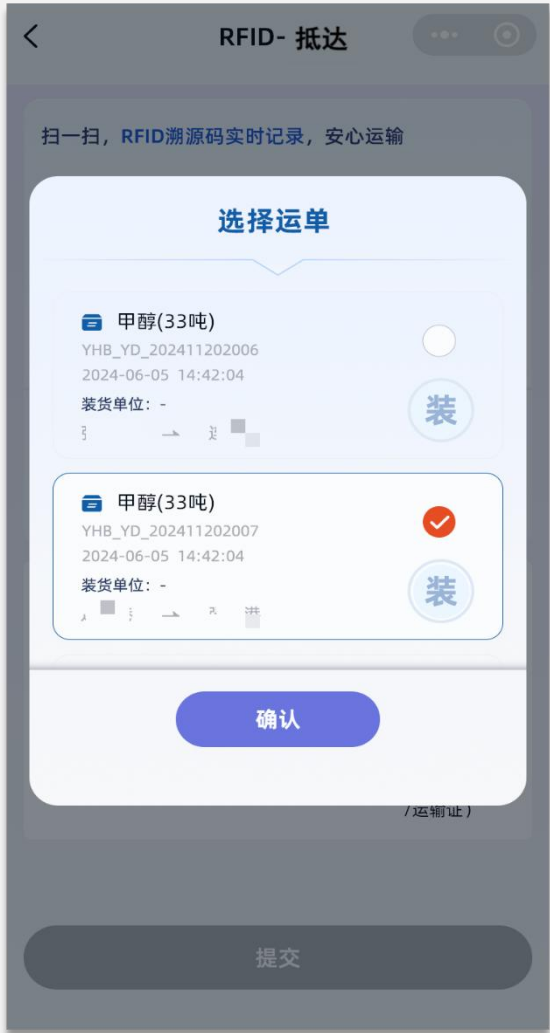 RFID- 抵达
扫一扫，RFID溯源码实时记录，安心运输
选择运单
甲醇(33吨)
YHB_YD_202411202006
2024-06-05 14:42:04
装货单位：-
装
甲醇(33吨)
YHB_YD_202411202007
2024-06-05 14:42:04
装货单位：-
装
港
确认
/运输证)
提交